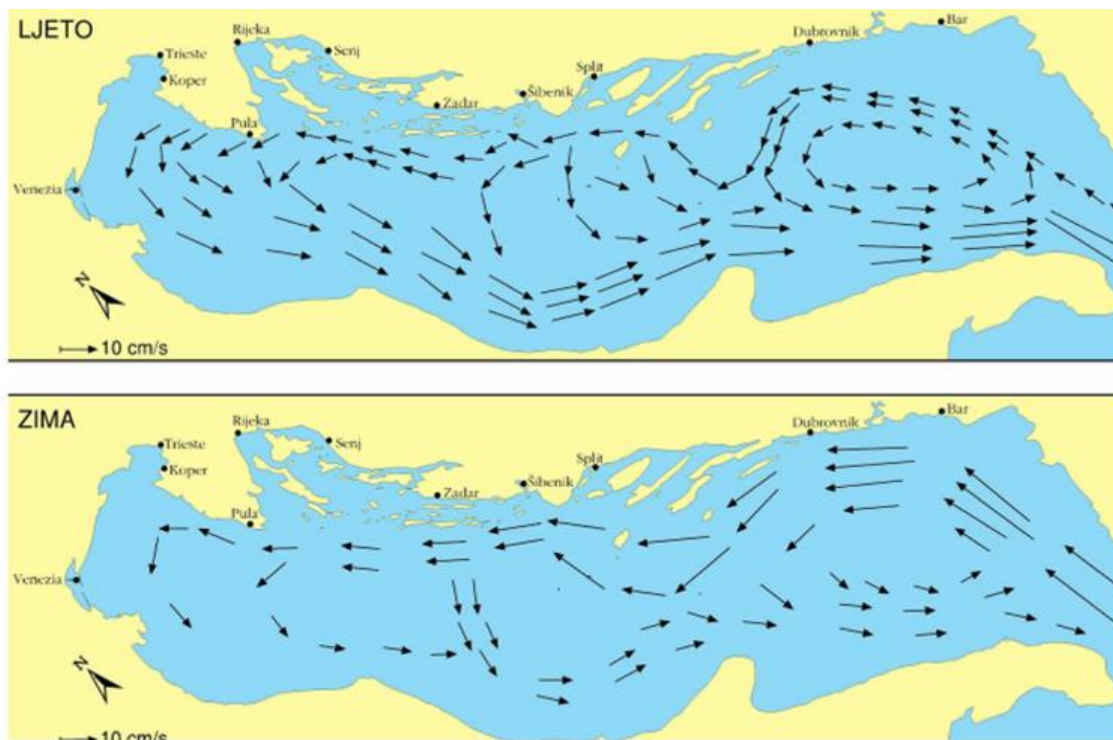 LJETO
Rijeka
Senj
Trieste
Koper
Pula
Zadar
Šibenik
Split
Dubrovnik
Bar
Venezia
N
10 cm/s
ZIMA
Rijeka
Senj
Trieste
Koper
Pula
Zadar
Šibenik
Split
Dubrovnik
Bar
Venezia
N
10 cm/s